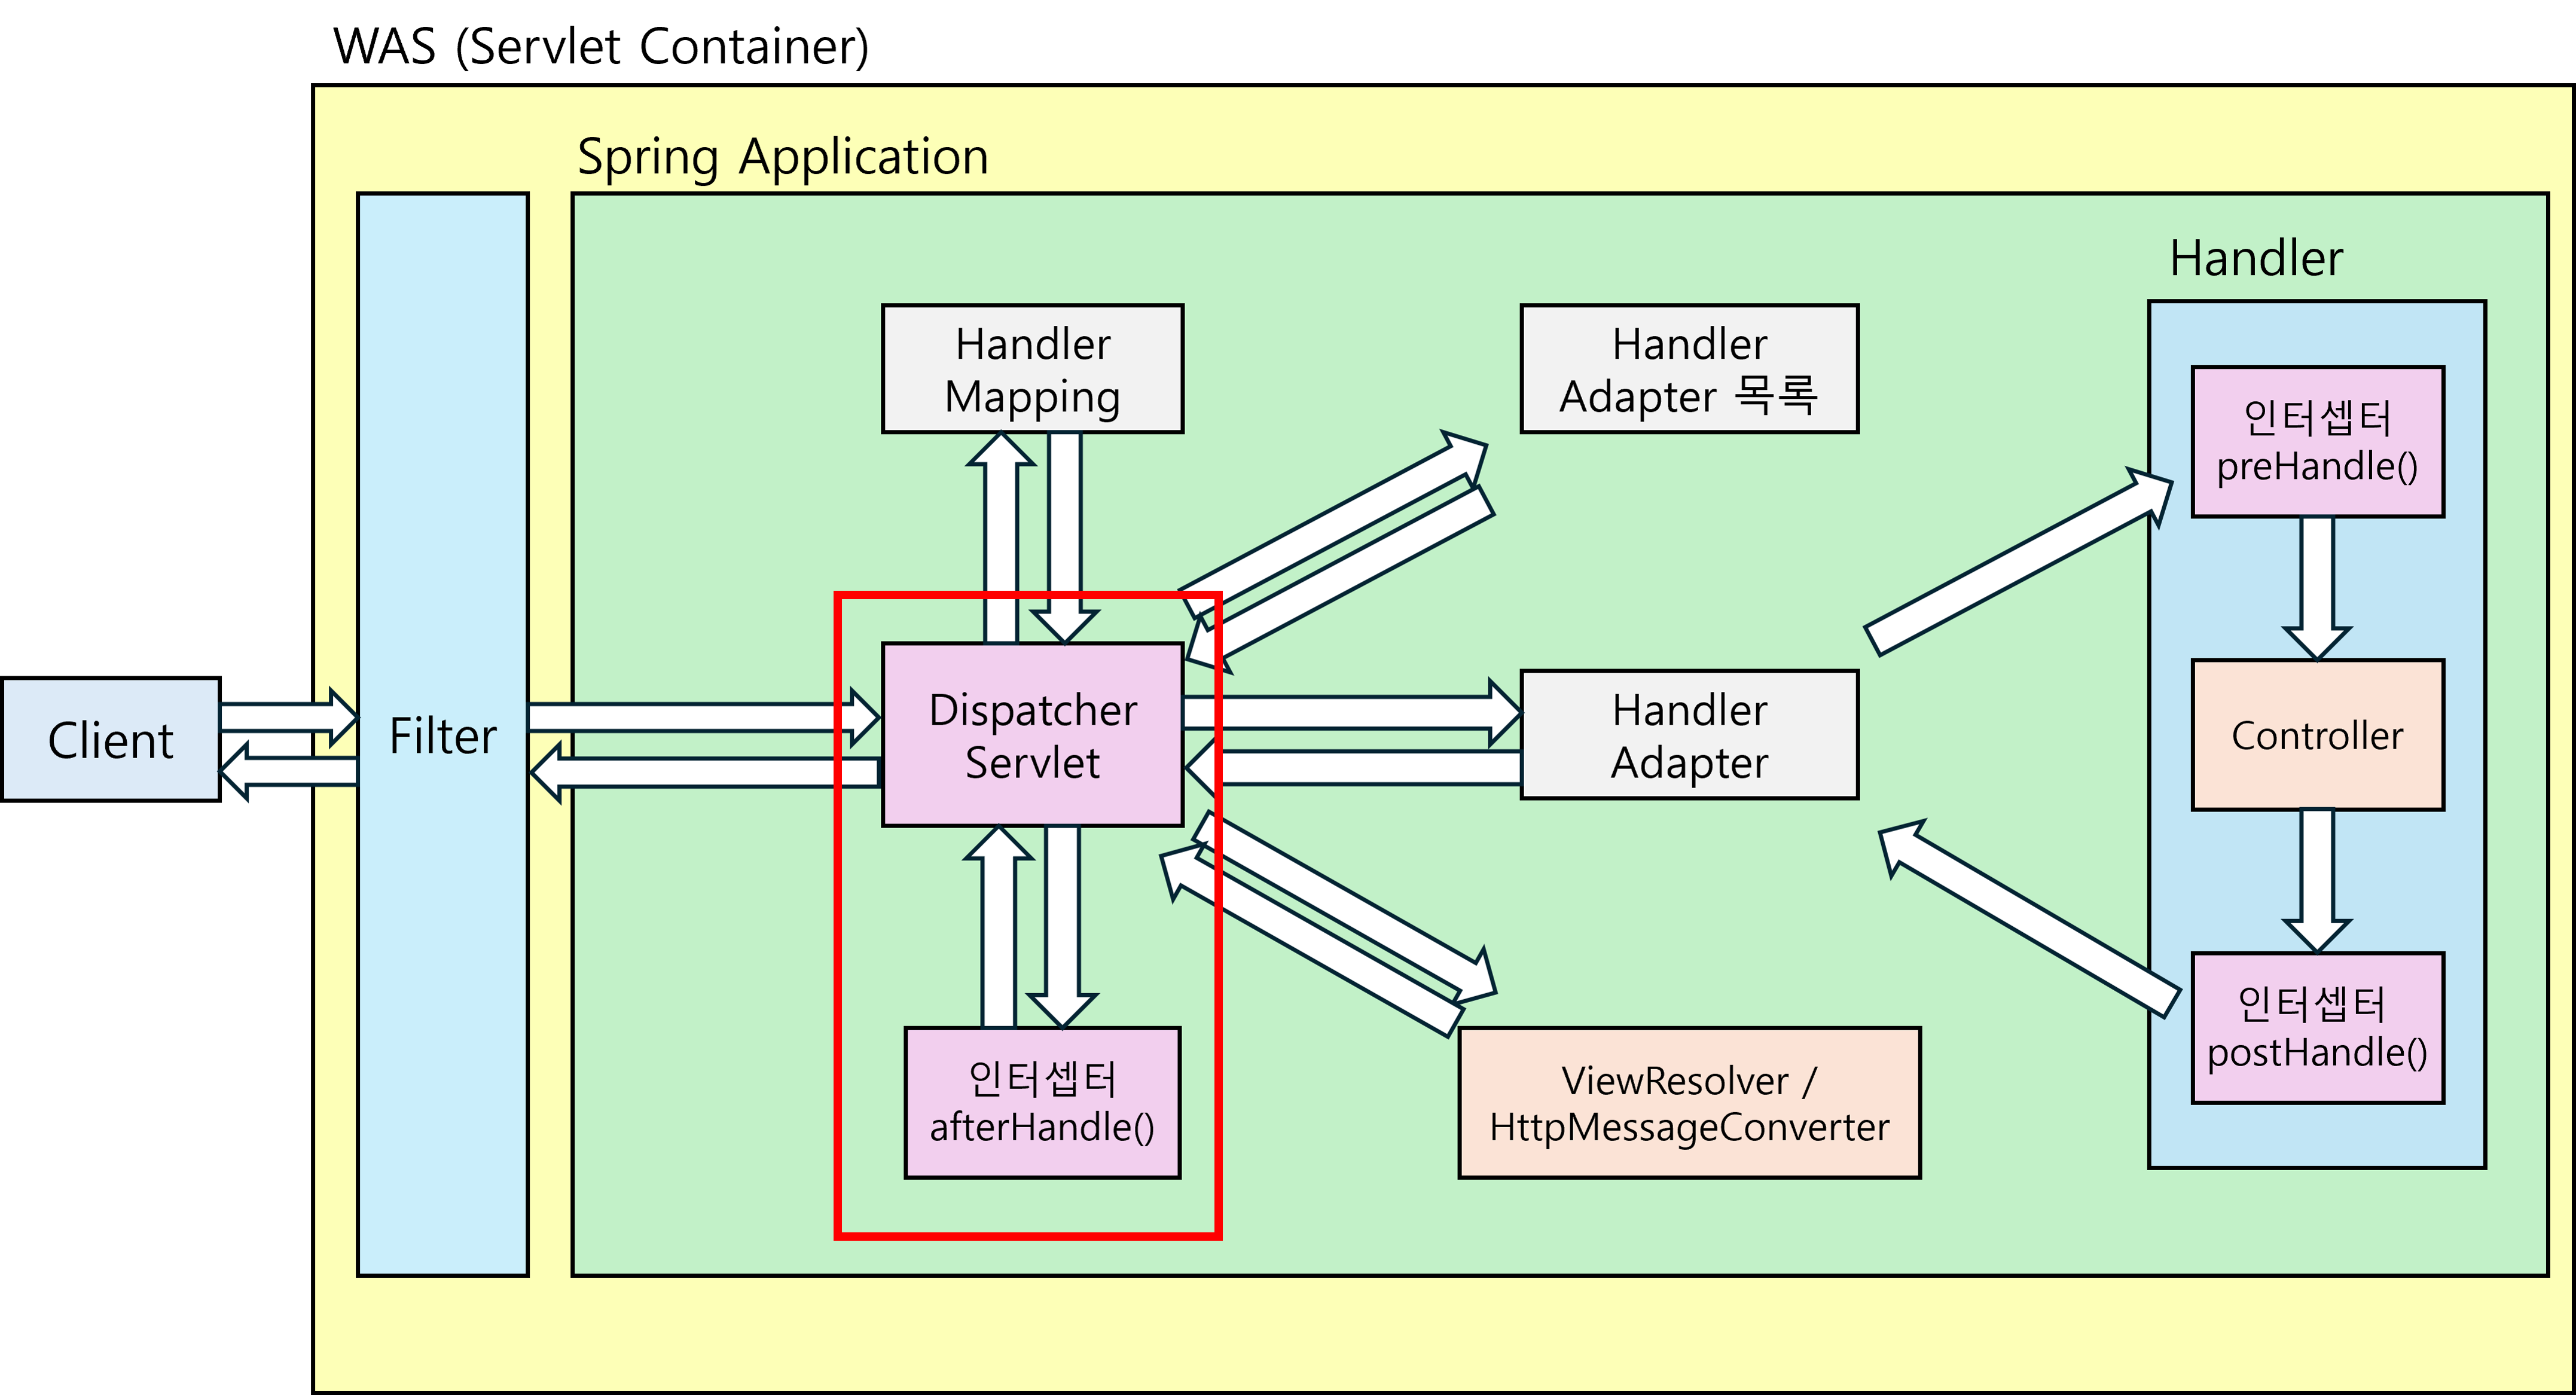 WAS (Servlet Container)
Spring Application
Handler
Handler
Mapping
Handler
Adapter 목록
인터셉터
preHandle()
Client
Filter
Dispatcher
Servlet
Handler
Adapter
Controller
인터셉터
afterHandle()
ViewResolver /
HttpMessageConverter
인터셉터
postHandle()